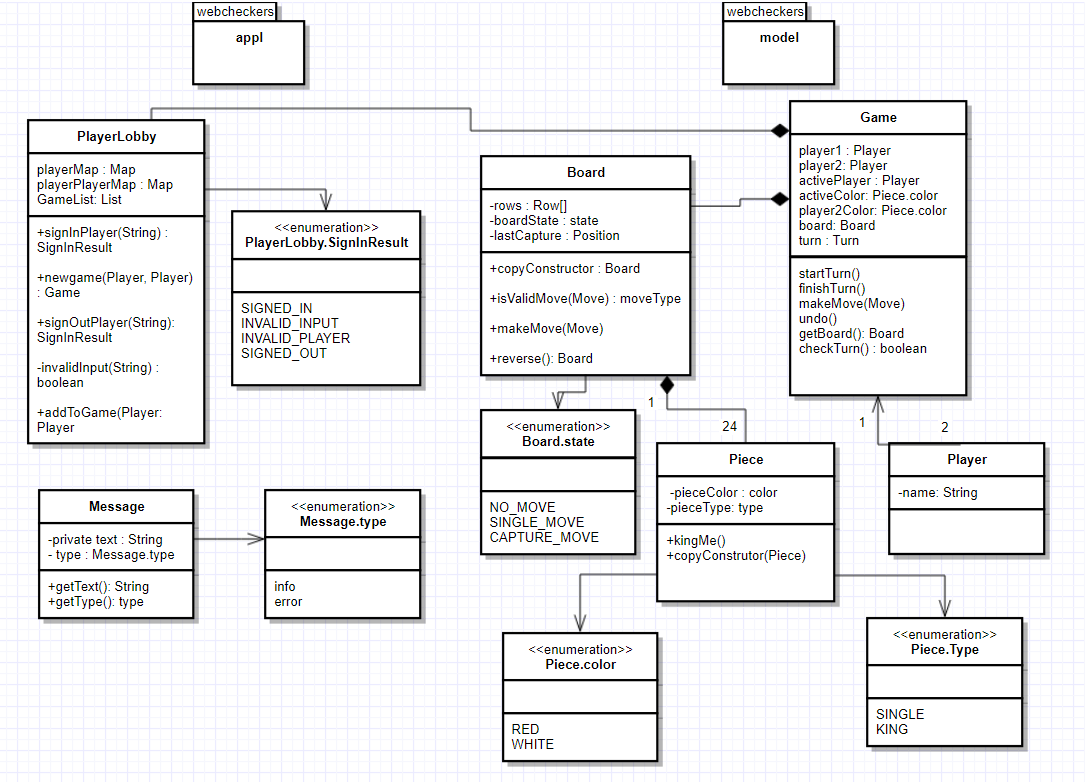 webcheckers
appl
webcheckers
model
PlayerLobby
playerMap : Map
playerPlayerMap : Map
GameList: List
+signInPlayer(String) :
SignInResult
+newgame(Player, Player)
: Game
+signOutPlayer(String):
SignInResult
-invalidInput(String) :
boolean
+addToGame(Player:
Player
<<enumeration>>
PlayerLobby.SignInResult
SIGNED_IN
INVALID_INPUT
INVALID_PLAYER
SIGNED_OUT
Board
-rows : Row[]
-boardState : state
-lastCapture : Position
+copyConstructor : Board
+isValidMove(Move) : moveType
+makeMove(Move)
+reverse(): Board
Game
player1 : Player
player2: Player
activePlayer : Player
activeColor: Piece.color
player2Color: Piece.color
board: Board
turn : Turn
startTurn()
finishTurn()
makeMove(Move)
undo()
getBoard(): Board
checkTurn() : boolean
1
24
1
2
<<enumeration>>
Board.state
NO_MOVE
SINGLE_MOVE
CAPTURE_MOVE
Piece
-pieceColor : color
-pieceType: type
+kingMe()
+copyConstrutor(Piece)
Player
-name: String
Message
-private text : String
- type : Message.type
+getText(): String
+getType(): type
<<enumeration>>
Message.type
info
error
<<enumeration>>
Piece.color
RED
WHITE
<<enumeration>>
Piece.Type
SINGLE
KING